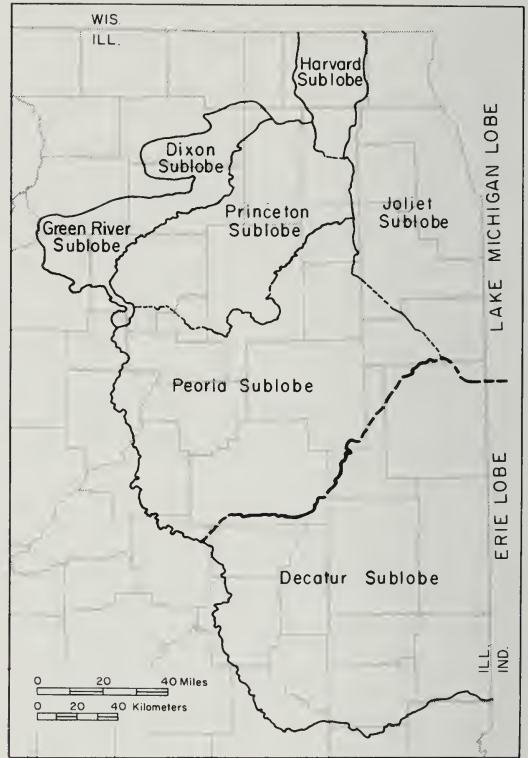 WIS.
ILL.
Harvard
Sublobe
Dixon
Sublobe
Princeton
Sublobe
Joliet
Sublobe
Green River
Sublobe
LAKE MICHIGAN LOBE
Peoria Sublobe
ERIE LOBE
Decatur Sublobe
ILL.
IND.
0 20 40 Miles
0 20 40 Kilometers